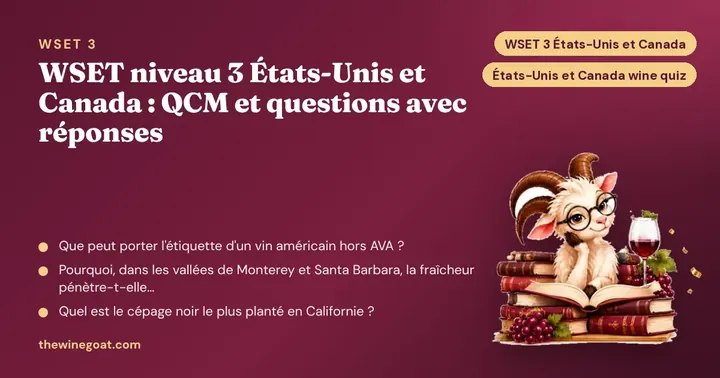 WSET 3
WSET niveau 3 États-Unis et
Canada : QCM et questions avec
réponses
WSET 3 États-Unis et Canada
États-Unis et Canada wine quiz
Que peut porter l'étiquette d'un vin américain hors AVA ?
Pourquoi, dans les vallées de Monterey et Santa Barbara, la fraîcheur
pénètre-t-elle...
Quel est le cépage noir le plus planté en Californie ?
thewinegoat.com